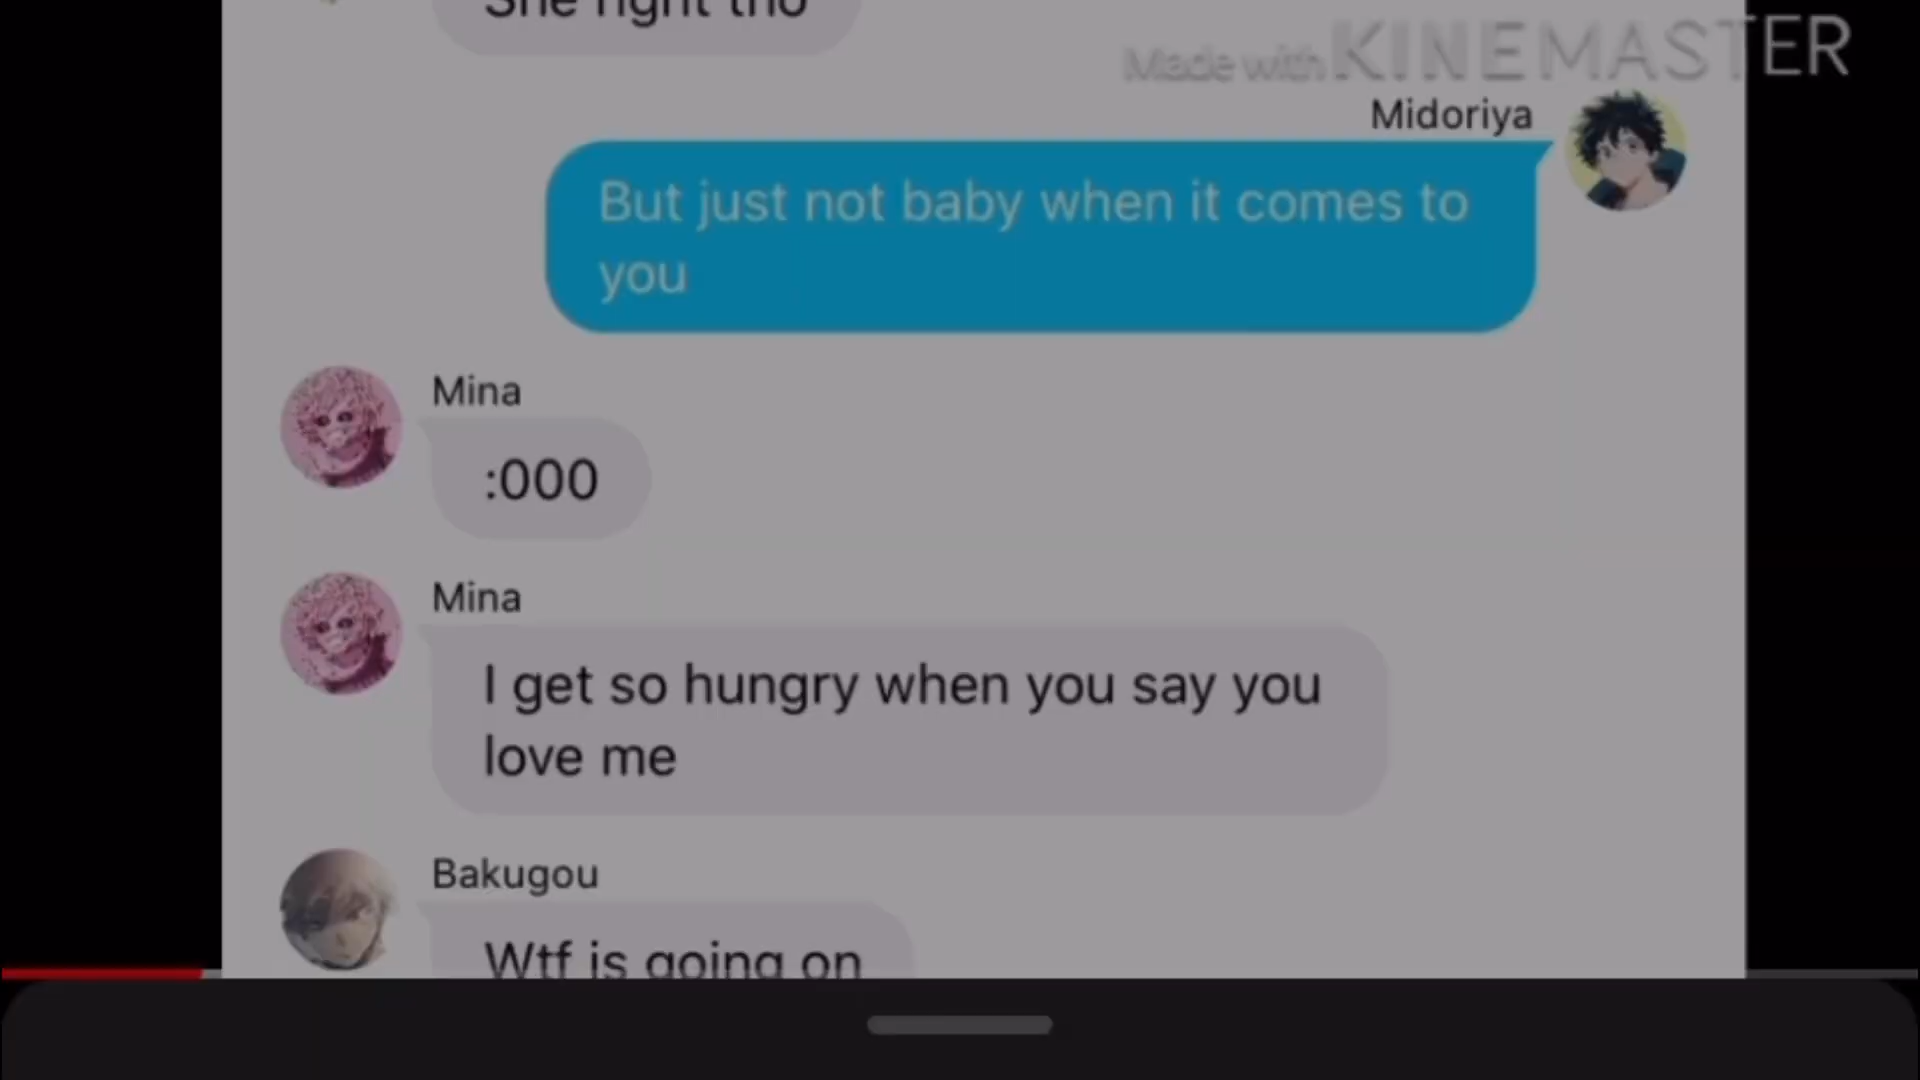 She right tho
Made with KINEMASTER
Midoriya
But just not baby when it comes to
you
Mina
:000
Mina
I get so hungry when you say you
love me
Bakugou
Wtf is going on